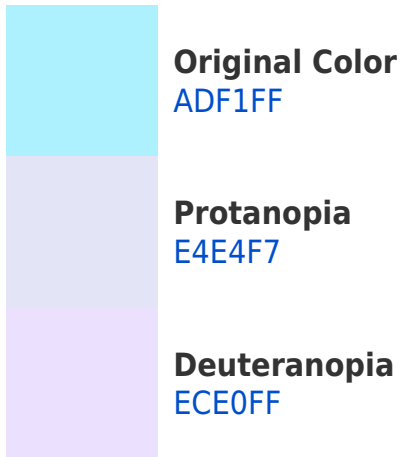 Original Color
ADF1FF
Protanopia
E4E4F7
Deuteranopia
ECE0FF